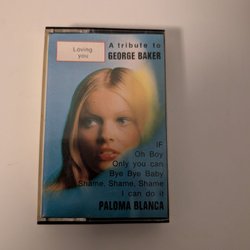 Loving
you
A tribute to
GEORGE BAKER
IF
Oh Boy
Only you can
Bye Bye Baby
Shame, Shame, Shame
I can do it
PALOMA BLANCA